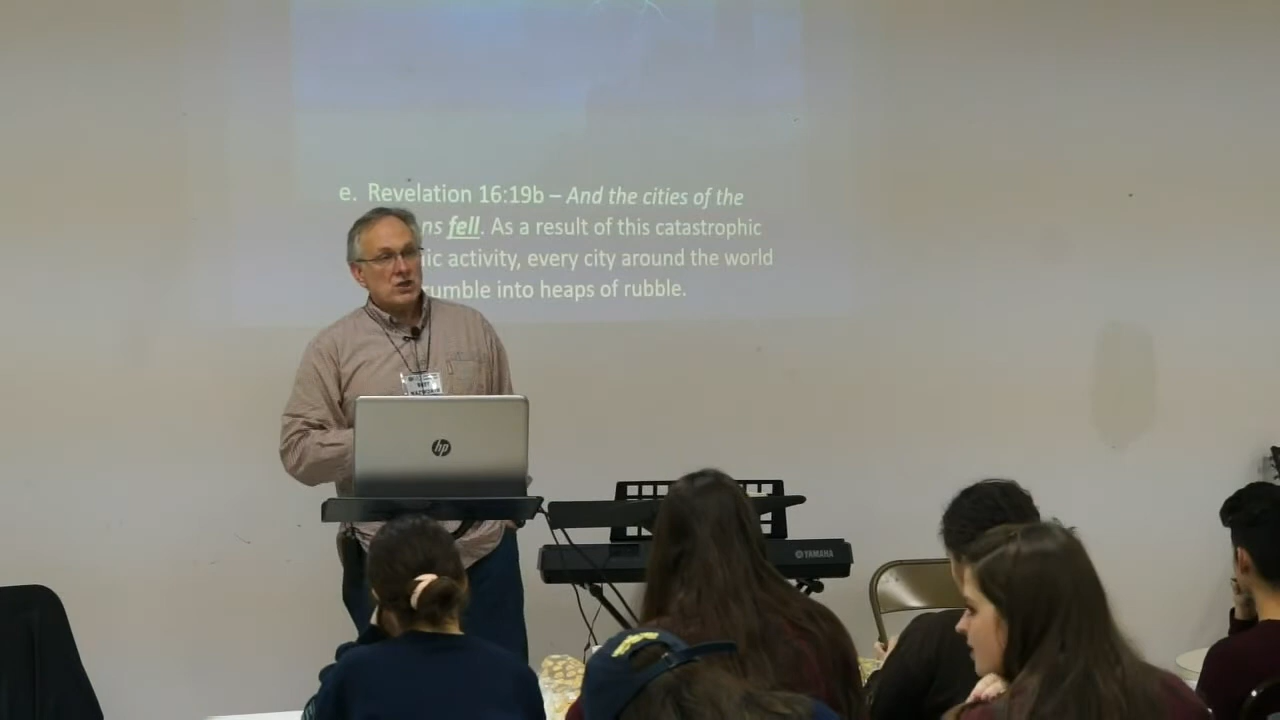 e. Revelation 16:19b – And the cities of the
ns fell. As a result of this catastrophic
ic activity, every city around the world
rumble into heaps of rubble.
hp
YAMAHA